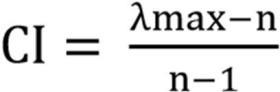 CI = λmax−n / n−1